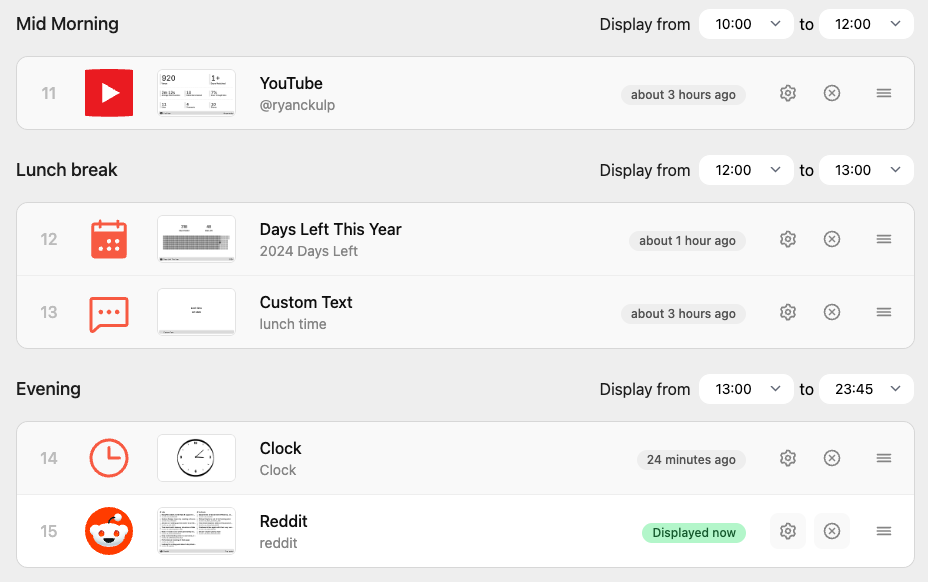 Mid Morning
Display from 10:00 to 12:00
11
920
1+
YouTube
@ryanckulp
about 3 hours ago
Lunch break
Display from 12:00 to 13:00
12
Days Left This Year
2024 Days Left
about 1 hour ago
13
Custom Text
lunch time
about 3 hours ago
Evening
Display from 13:00 to 23:45
14
Clock
Clock
24 minutes ago
15
Reddit
reddit
Displayed now